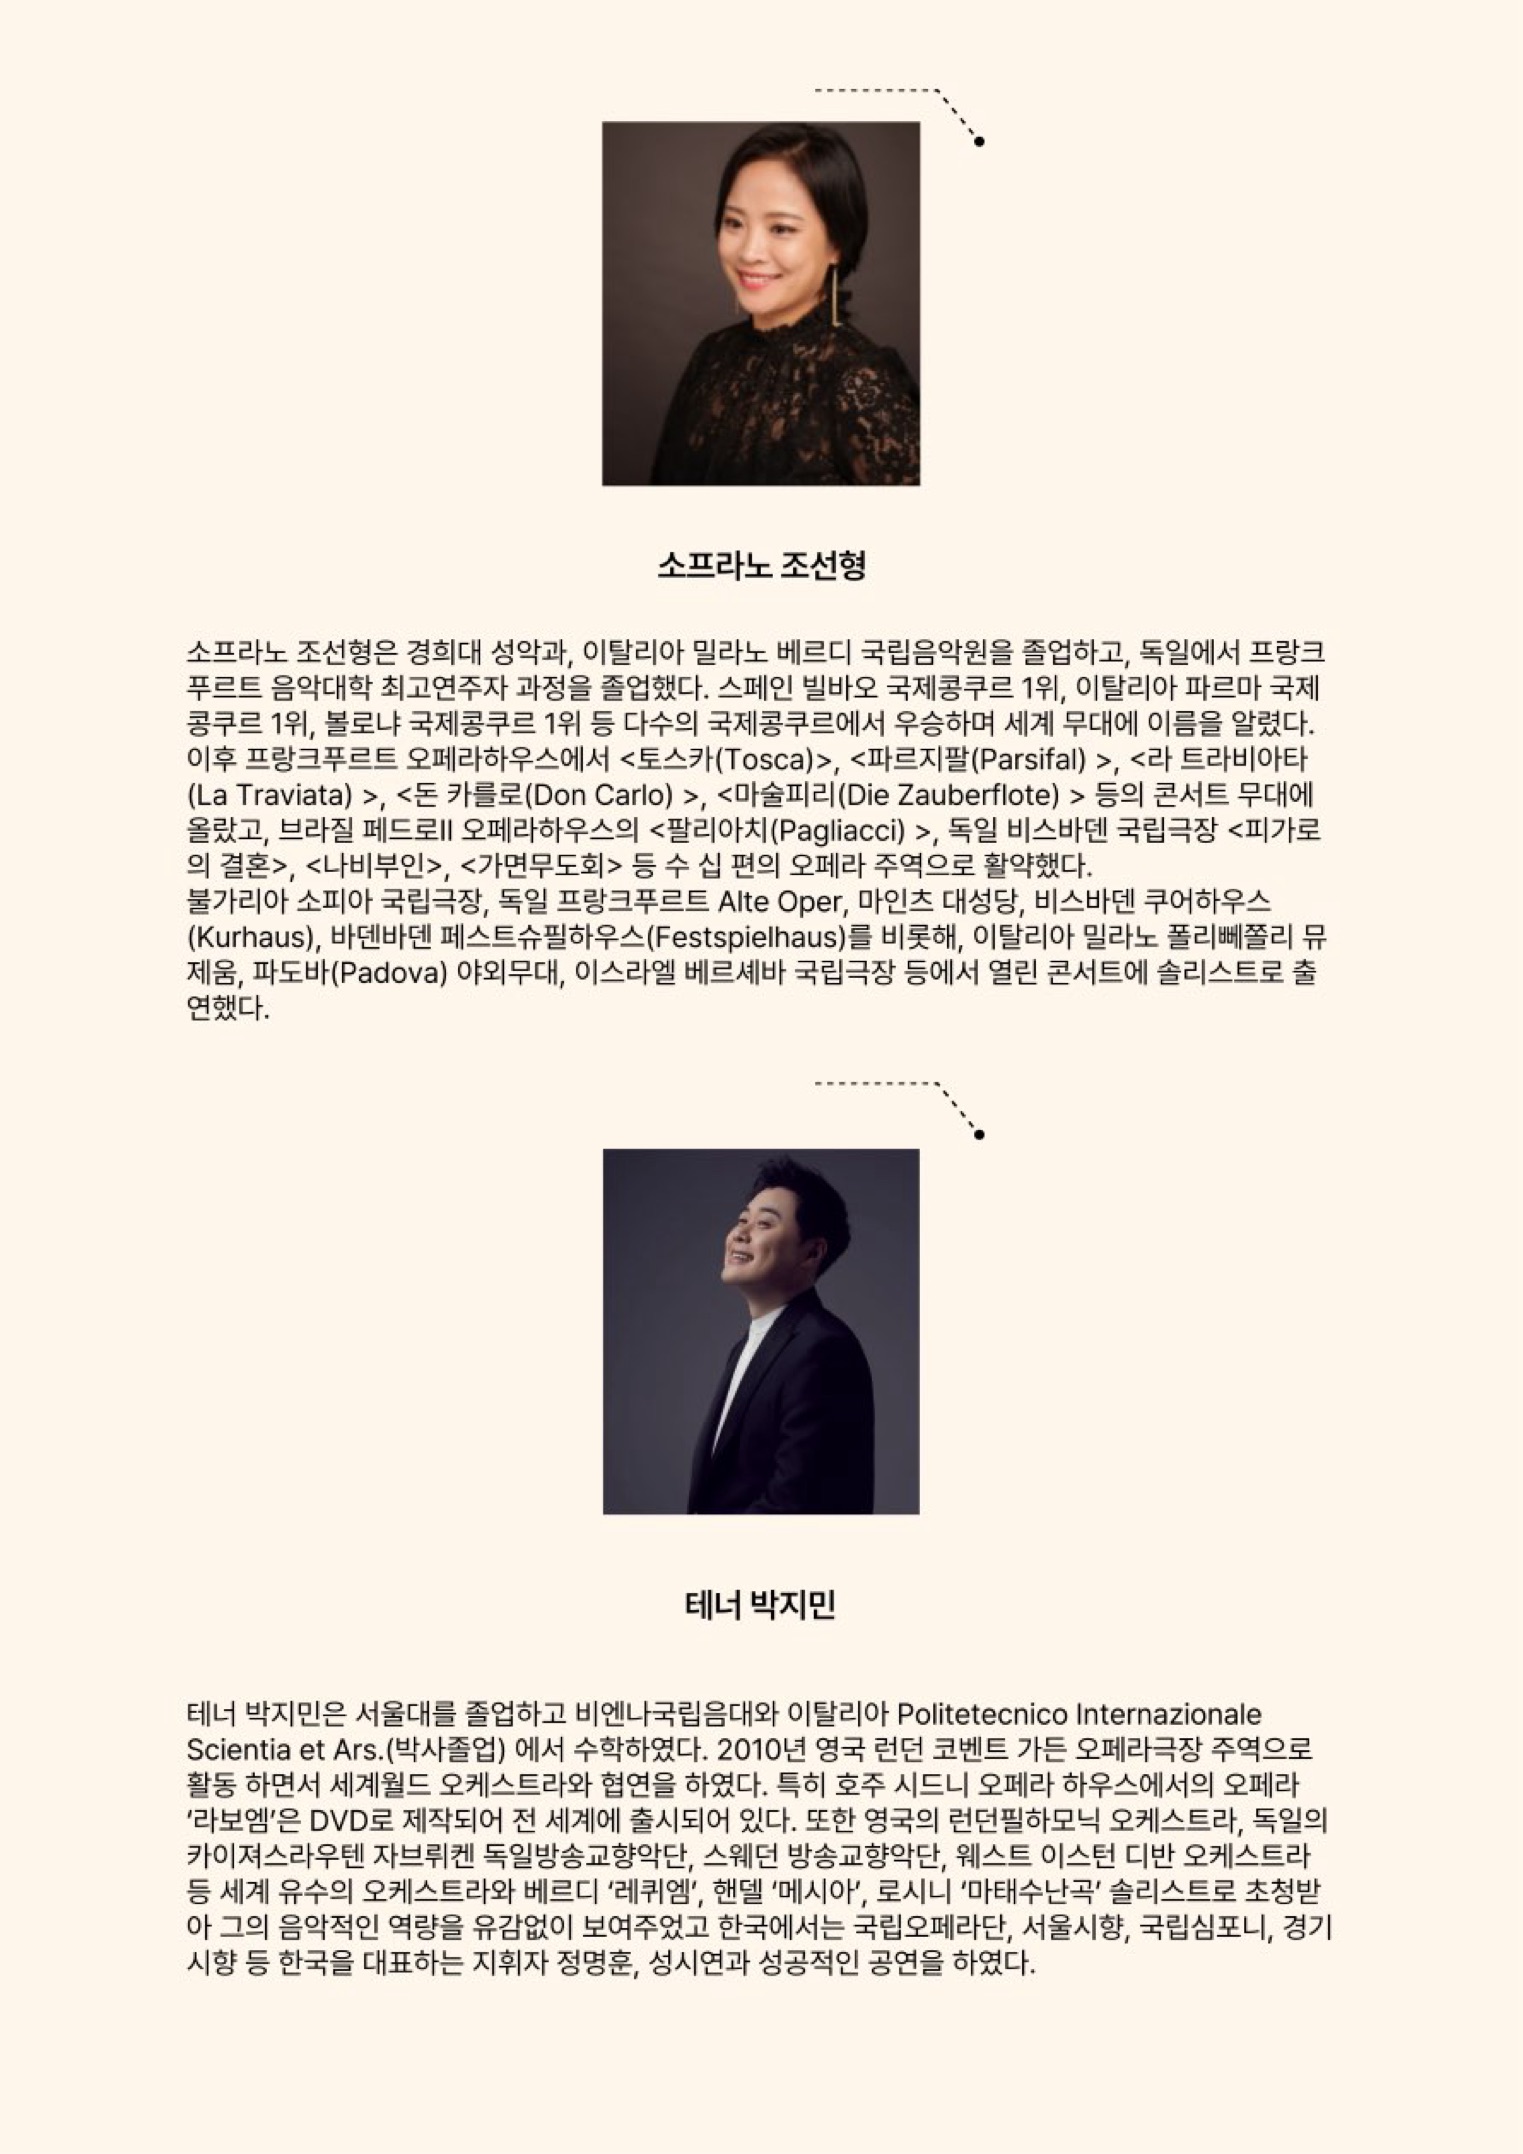 소프라노 조선형
소프라노 조선형은 경희대 성악과, 이탈리아 밀라노 베르디 국립음악원을 졸업하고, 독일에서 프랑크
푸르트 음악대학 최고연주자 과정을 졸업했다. 스페인 빌바오 국제콩쿠르 1위, 이탈리아 파르마 국제
콩쿠르 1위, 볼로냐 국제콩쿠르 1위 등 다수의 국제콩쿠르에서 우승하며 세계 무대에 이름을 알렸다.
이후 프랑크푸르트 오페라하우스에서 <토스카(Tosca)>, <파르지팔(Parsifal) >, <라 트라비아타
(La Traviata) >, <돈 카를로(Don Carlo) >, <마술피리(Die Zauberflote) > 등의 콘서트 무대에
올랐고, 브라질 페드로II 오페라하우스의 <팔리아치(Pagliacci) >, 독일 비스바덴 국립극장 <피가로
의 결혼>, <나비부인>, <가면무도회> 등 수 십 편의 오페라 주역으로 활약했다.
불가리아 소피아 국립극장, 독일 프랑크푸르트 Alte Oper, 마인츠 대성당, 비스바덴 쿠어하우스
(Kurhaus), 바덴바덴 페스트슈필하우스(Festspielhaus)를 비롯해, 이탈리아 밀라노 폴리뻬쫄리 뮤
제움, 파도바(Padova) 야외무대, 이스라엘 베르셰바 국립극장 등에서 열린 콘서트에 솔리스트로 출
연했다.
테너 박지민
테너 박지민은 서울대를 졸업하고 비엔나국립음대와 이탈리아 Politetecnico Internazionale
Scientia et Ars.(박사졸업) 에서 수학하였다. 2010년 영국 런던 코벤트 가든 오페라극장 주역으로
활동 하면서 세계월드 오케스트라와 협연을 하였다. 특히 호주 시드니 오페라 하우스에서의 오페라
‘라보엠’은 DVD로 제작되어 전 세계에 출시되어 있다. 또한 영국의 런던필하모닉 오케스트라, 독일의
카이져스라우텐 자브뤼켄 독일방송교향악단, 스웨던 방송교향악단, 웨스트 이스턴 디반 오케스트라
등 세계 유수의 오케스트라와 베르디 ‘레퀴엠’, 핸델 ‘메시아’, 로시니 ‘마태수난곡’ 솔리스트로 초청받
아 그의 음악적인 역량을 유감없이 보여주었고 한국에서는 국립오페라단, 서울시향, 국립심포니, 경기
시향 등 한국을 대표하는 지휘자 정명훈, 성시연과 성공적인 공연을 하였다.